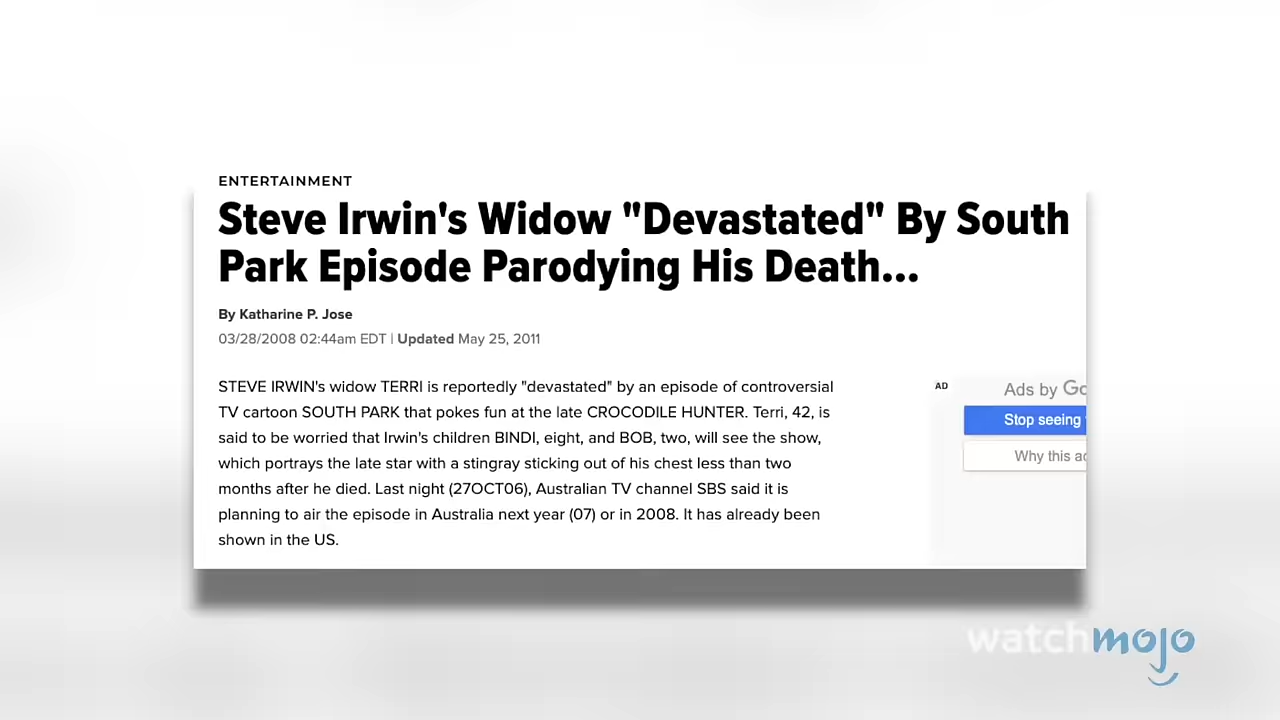 ENTERTAINMENT
Steve Irwin's Widow "Devastated" By South
Park Episode Parodying His Death...
By Katharine P. Jose
03/28/2008 02:44am EDT | Updated May 25, 2011
STEVE IRWIN's widow TERRI is reportedly "devastated" by an episode of controversial
TV cartoon SOUTH PARK that pokes fun at the late CROCODILE HUNTER. Terri, 42, is
said to be worried that Irwin's children BINDI, eight, and BOB, two, will see the show,
which portrays the late star with a stingray sticking out of his chest less than two
months after he died. Last night (27OCT06), Australian TV channel SBS said it is
planning to air the episode in Australia next year (07) or in 2008. It has already been
shown in the US.
AD
Ads by Go
Stop seeing
Why this ad
watchmojo